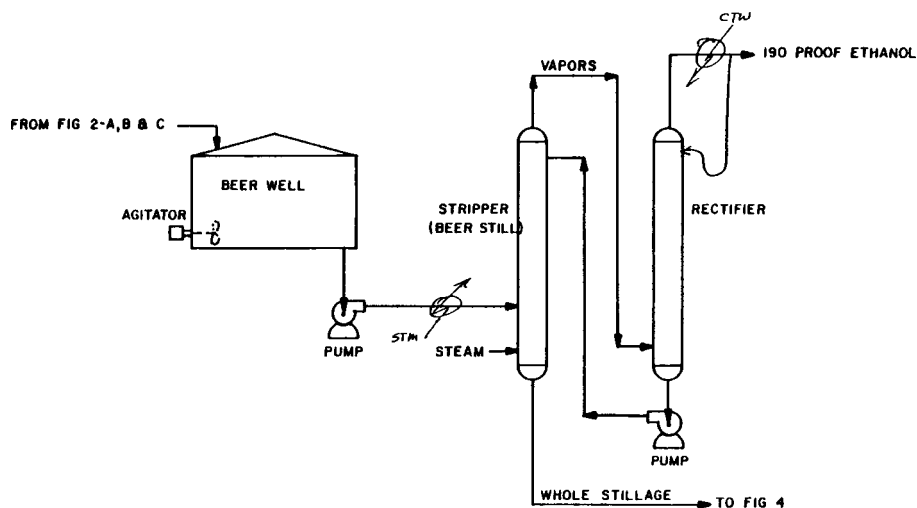 CTW
190 PROOF ETHANOL
VAPORS
FROM FIG 2-A, B & C
BEER WELL
AGITATOR
STRIPPER
(BEER STILL)
RECTIFIER
STM
PUMP
STEAM
PUMP
WHOLE STILLAGE
TO FIG 4